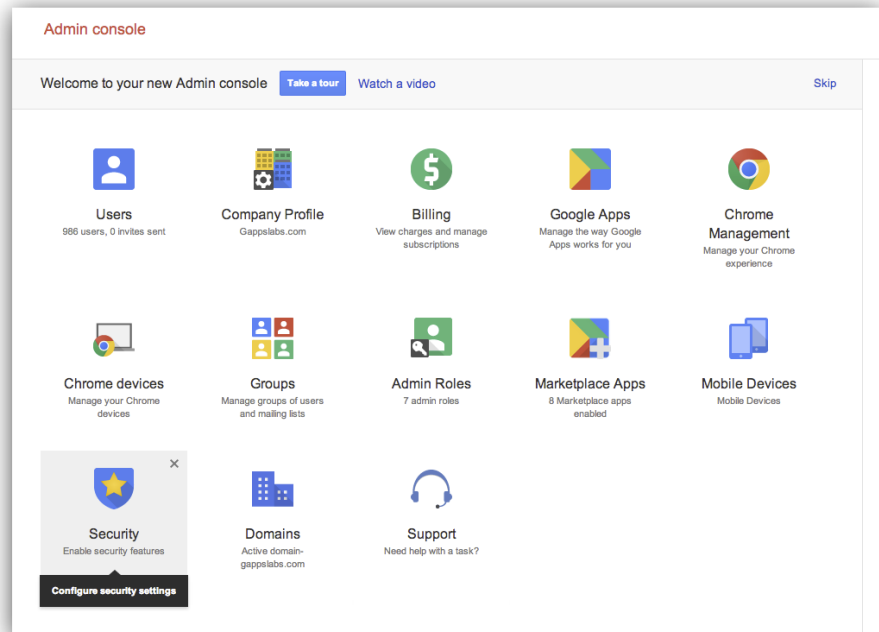 Admin console
Welcome to your new Admin console Take a tour Watch a video Skip
Users
986 users, 0 invites sent
Company Profile
Gappslabs.com
Billing
View charges and manage
subscriptions
Google Apps
Manage the way Google
Apps works for you
Chrome
Management
Manage your Chrome
experience
Chrome devices
Manage your Chrome
devices
Groups
Manage groups of users
and mailing lists
Admin Roles
7 admin roles
Marketplace Apps
8 Marketplace apps
enabled
Mobile Devices
Mobile Devices
Security
Enable security features
Configure security settings
Domains
Active domain-
gappslabs.com
Support
Need help with a task?